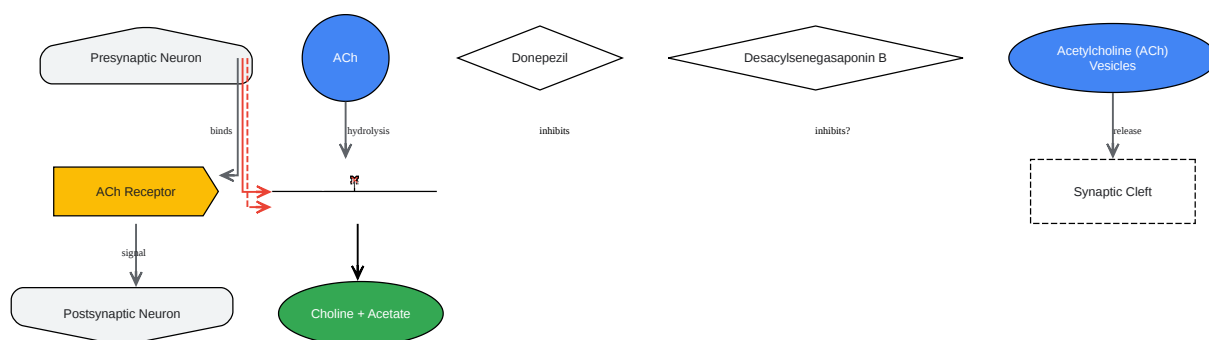 Presynaptic Neuron
ACh
Donepezil
Desacylsenegasaponin B
Acetylcholine (ACh)
Vesicles
binds
hydrolysis
inhibits
inhibits?
release
ACh Receptor
Synaptic Cleft
signal
Postsynaptic Neuron
Choline + Acetate